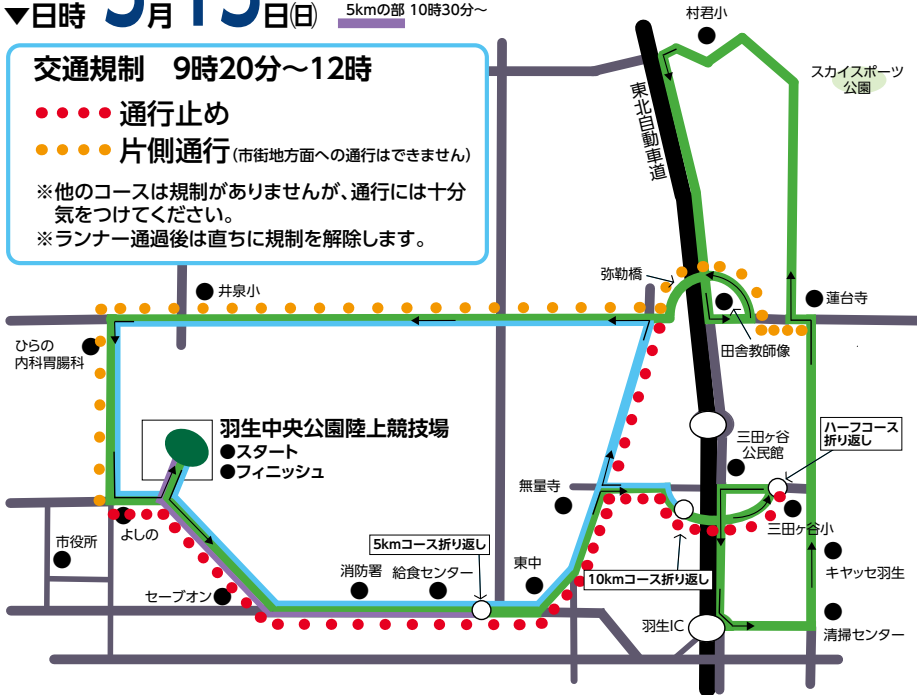 ▼日時 3月15日(日)
5kmの部 10時30分～
交通規制 9時20分～12時
通行止め
片側通行(市街地方面への通行はできません)
※他のコースは規制がありませんが、通行には十分
気をつけてください。
※ランナー通過後は直ちに規制を解除します。
村君小
スカイスポーツ
公園
東北自動車道
弥勒橋
井泉小
蓮台寺
田舎教師像
ひらの
内科胃腸科
羽生中央公園陸上競技場
●スタート
●フィニッシュ
ハーフコース
折り返し
三田ヶ谷
公民館
無量寺
三田ヶ谷小
よしの
市役所
5kmコース折り返し
消防署
給食センター
東中
10kmコース折り返し
キヤッセ羽生
セーブオン
羽生IC
清掃センター